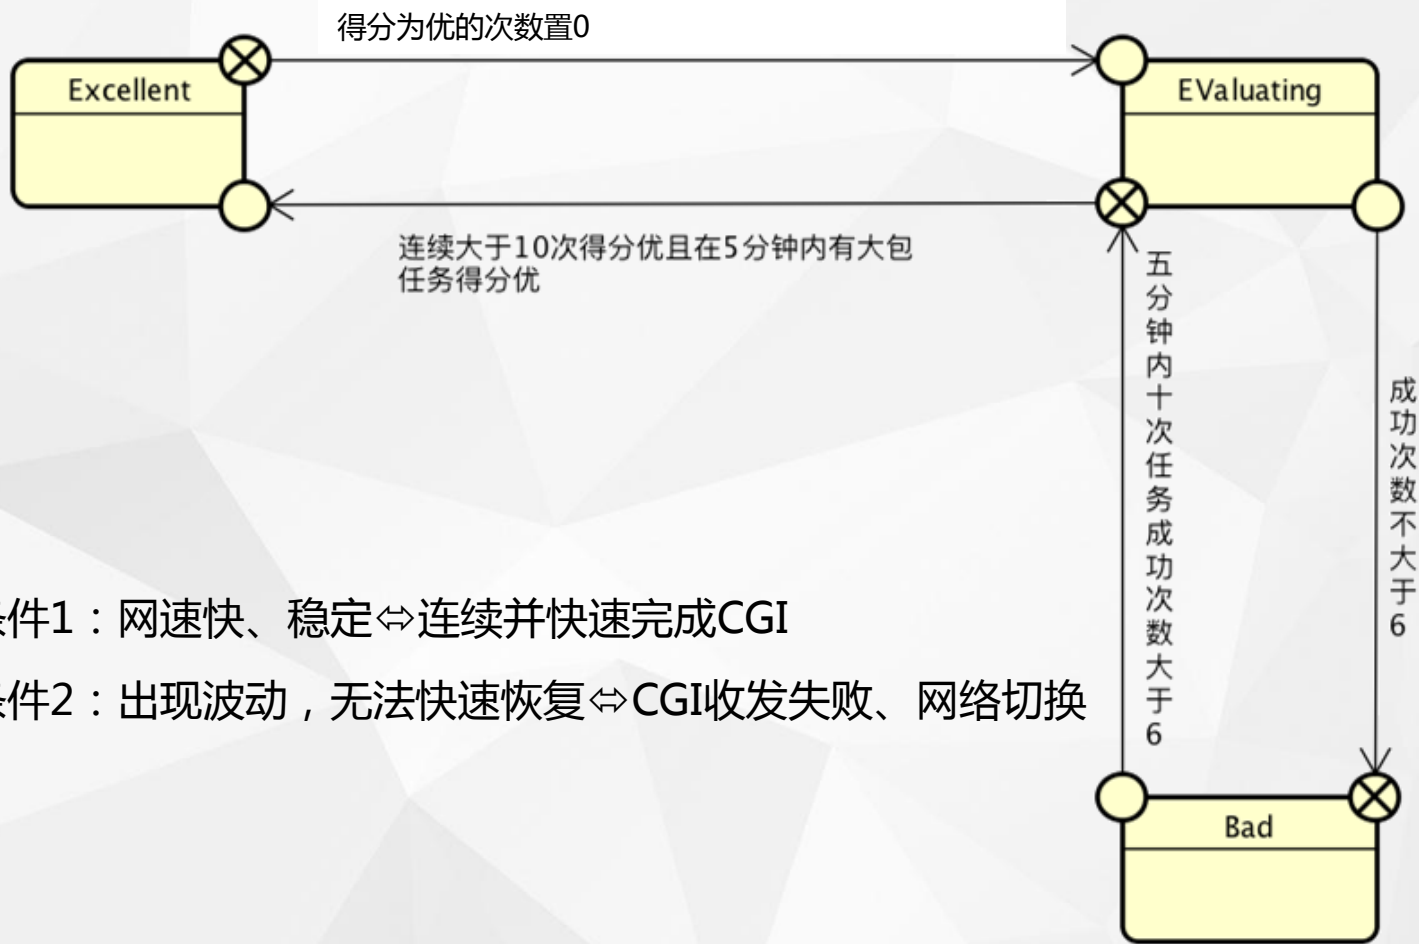 得分为优的次数置0
Excellent
EValuating
连续大于10次得分优且在5分钟内有大包
任务得分优
五分钟内十次任务成功次数大于6
成功次数不大于6
件1：网速快、稳定⇔连续并快速完成CGI
件2：出现波动，无法快速恢复⇔CGI收发失败、网络切换
Bad